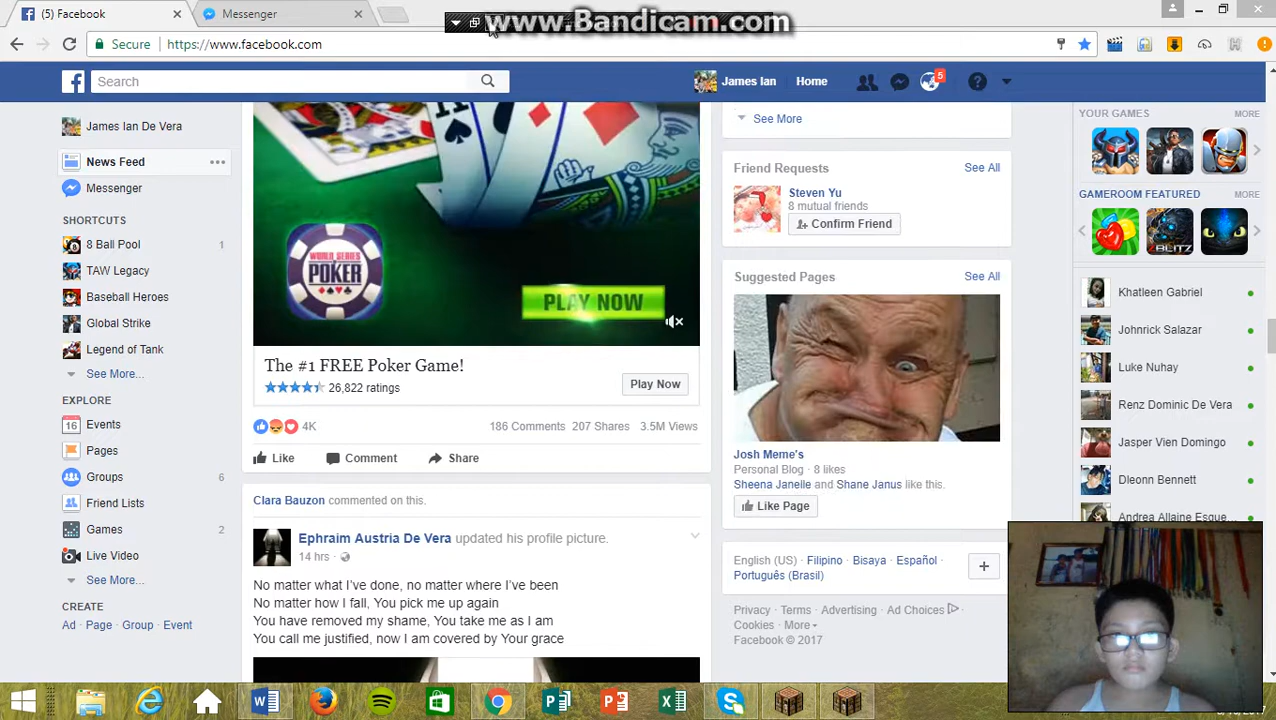 (5) Facebook
Messenger
www.Bandicam.com
Secure
https://www.facebook.com
Search
James Ian
Home
5
James Ian De Vera
News Feed
Messenger
SHORTCUTS
8 Ball Pool 1
TAW Legacy
Baseball Heroes
Global Strike
Legend of Tank
See More...
EXPLORE
16 Events
Pages
Groups 6
Friend Lists
Games 2
Live Video
See More...
CREATE
Ad · Page · Group · Event
WORLD SERIES
POKER
PLAY NOW
The #1 FREE Poker Game!
26,822 ratings
Play Now
4K
186 Comments 207 Shares 3.5M Views
Like Comment Share
Clara Bauzon commented on this.
Ephraim Austria De Vera updated his profile picture.
14 hrs ·
No matter what I've done, no matter where I've been
No matter how I fall, You pick me up again
You have removed my shame, You take me as I am
You call me justified, now I am covered by Your grace
See More
Friend Requests See All
Steven Yu
8 mutual friends
Confirm Friend
Suggested Pages See All
Josh Meme's
Personal Blog · 8 likes
Sheena Janelle and Shane Janus like this.
Like Page
English (US) · Filipino · Bisaya · Español ·
Português (Brasil)
Privacy · Terms · Advertising · Ad Choices ·
Cookies · More
Facebook © 2017
YOUR GAMES MORE
GAMEROOM FEATURED MORE
BLITZ
Khatleen Gabriel
Johnrick Salazar
Luke Nuhay
Renz Dominic De Vera
Jasper Vien Domingo
Dleonn Bennett
Andrea Allaine Esque...